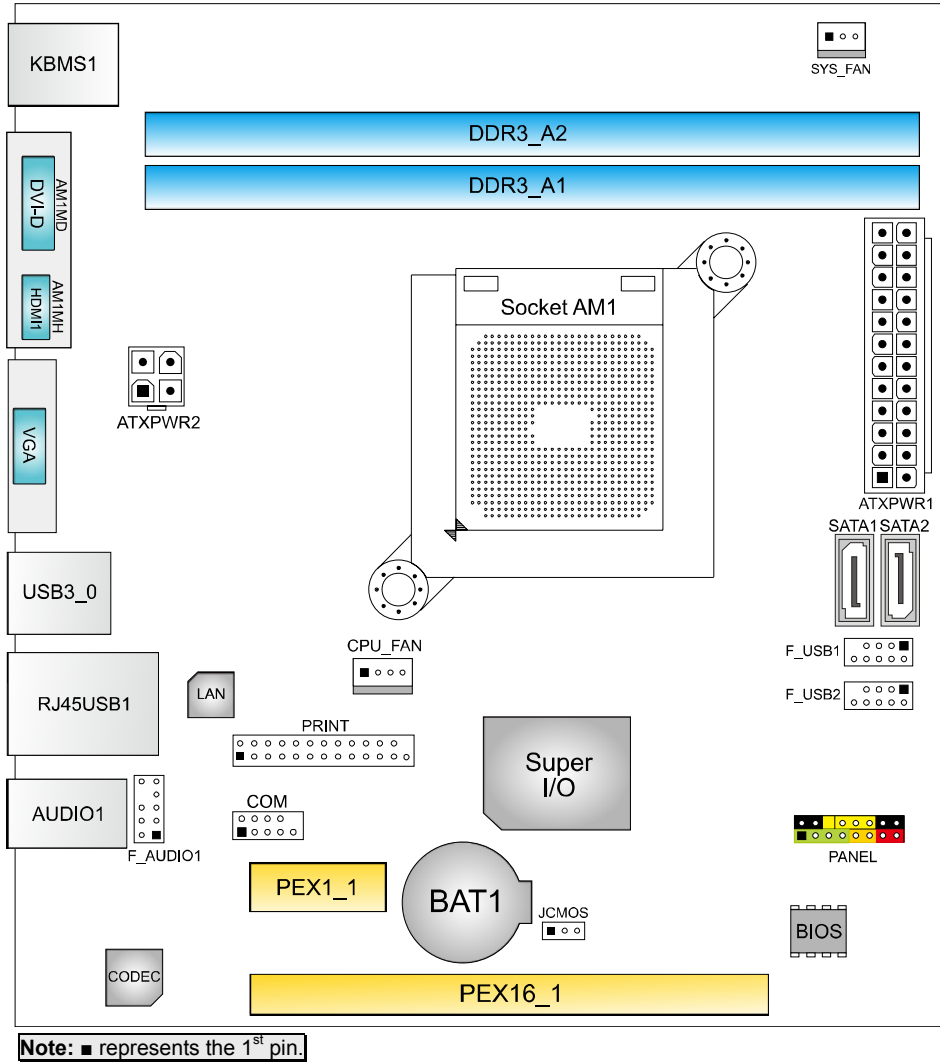 KBMS1
SYS_FAN
DDR3_A2
DDR3_A1
DVI-D
AM1MD
HDMI1
AM1MH
Socket AM1
ATXPWR2
VGA
ATXPWR1
SATA1 SATA2
USB3_0
CPU_FAN
F_USB1
F_USB2
RJ45USB1
LAN
PRINT
Super
I/O
AUDIO1
COM
F_AUDIO1
PANEL
PEX1_1
BAT1
JCMOS
BIOS
CODEC
PEX16_1
Note: ■ represents the 1st pin.